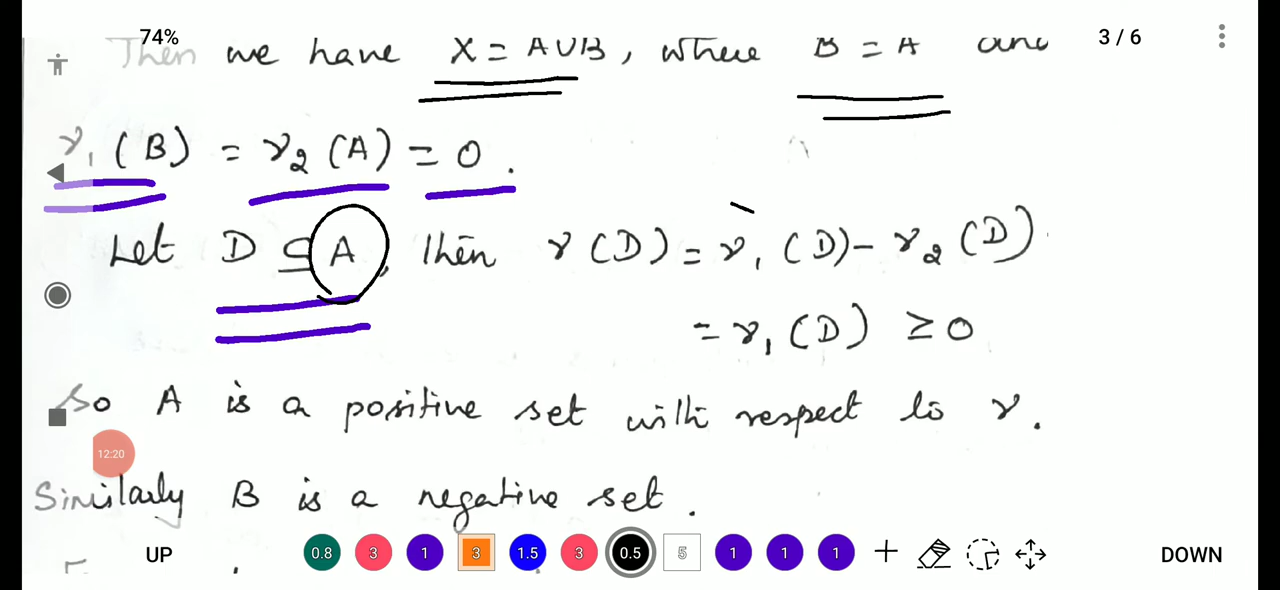 74%
3 / 6
Then we have X = A∪B, where B = A and
ν₁(B) = ν₂(A) = 0.
Let D ⊆ A, then ν(D) = ν₁(D) - ν₂(D).
= ν₁(D) ≥ 0
So A is a positive set with respect to ν.
12:20
Similarly B is a negative set.
UP 0.8 3 1 3 1.5 3 0.5 5 1 1 1 DOWN